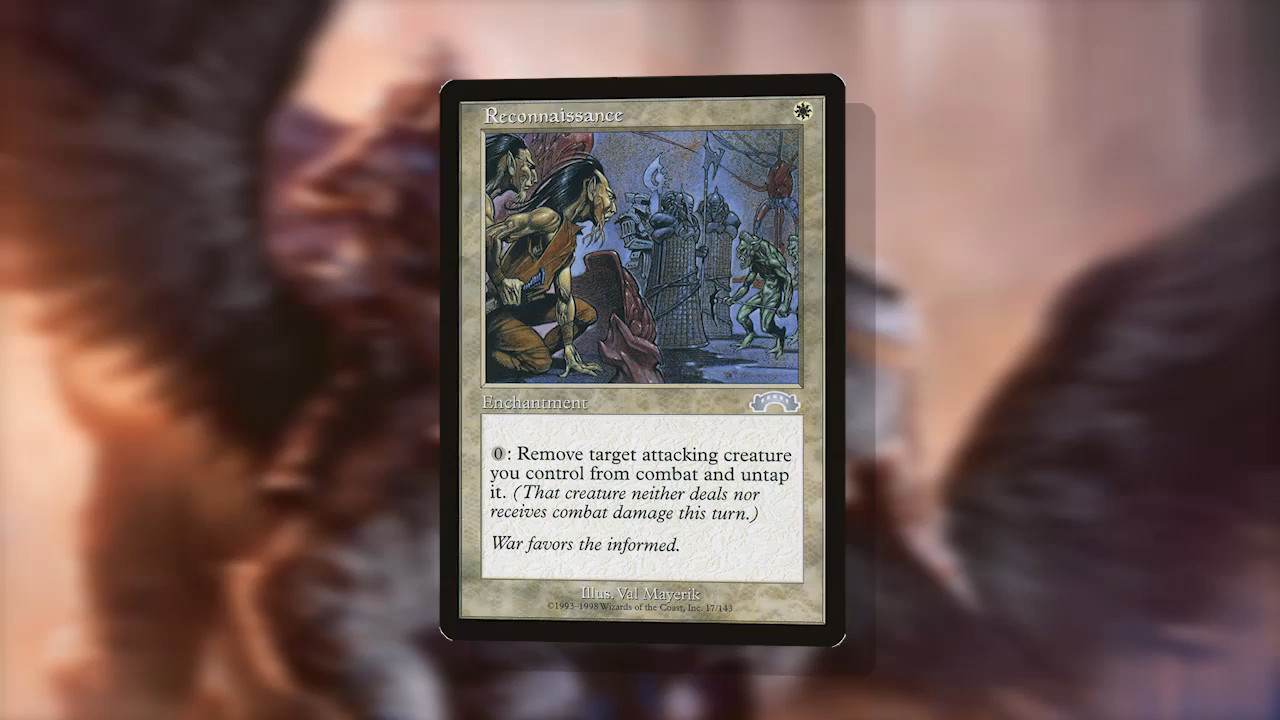 Reconnaissance
Enchantment
0: Remove target attacking creature
you control from combat and untap
it. (That creature neither deals nor
receives combat damage this turn.)
War favors the informed.
Illus. Val Mayerik
©1993–1998 Wizards of the Coast, Inc. 17/143